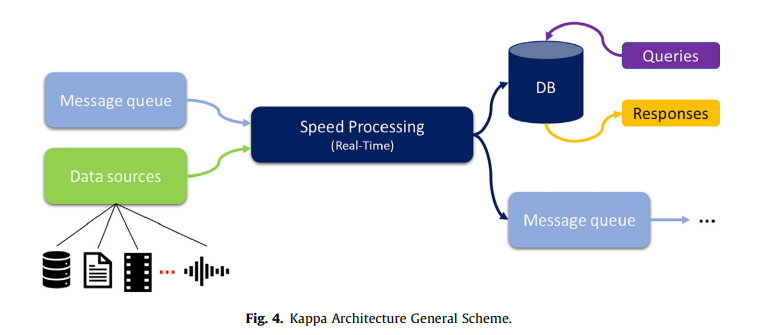 Message queue
Data sources
...
Speed Processing
(Real-Time)
DB
Queries
Responses
Message queue
...
Fig. 4. Kappa Architecture General Scheme.